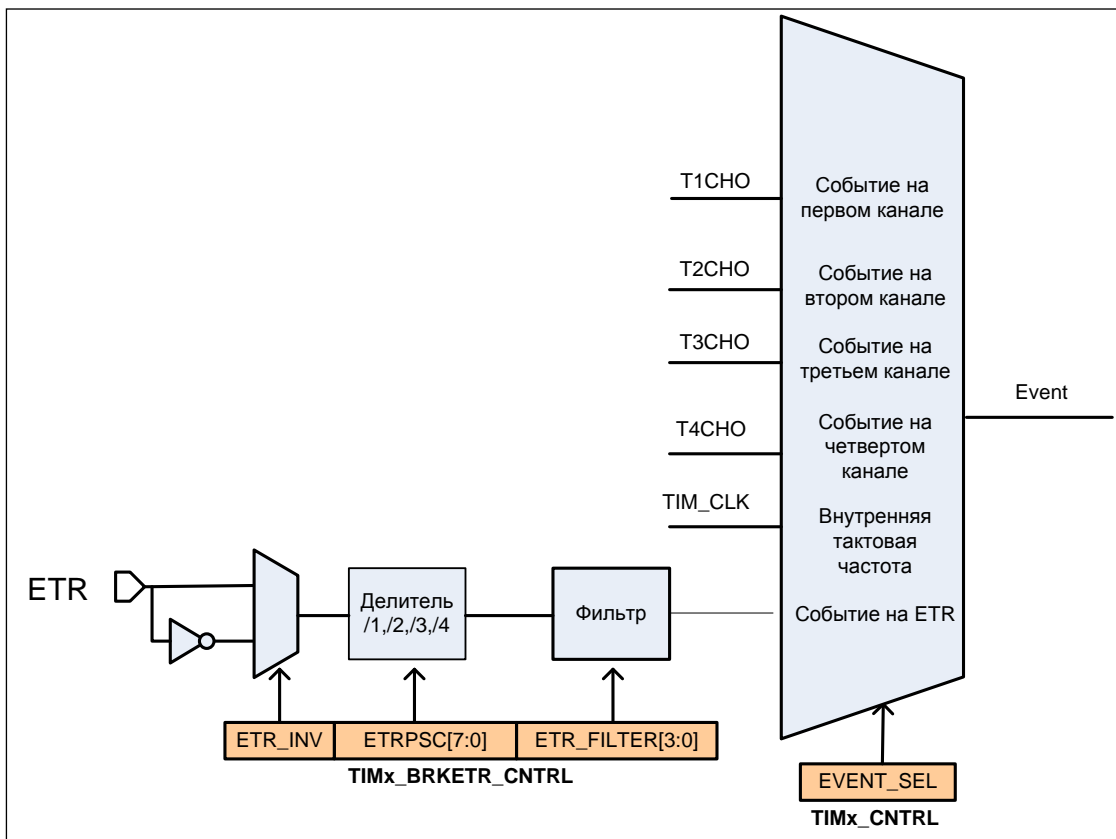 T1CHO
Событие на
первом канале
T2CHO
Событие на
втором канале
T3CHO
Событие на
третьем канале
Event
T4CHO
Событие на
четвертом
канале
TIM_CLK
Внутренняя
тактовая
частота
ETR
Делитель
/1,/2,/3,/4
Фильтр
Событие на ETR
ETR_INV
ETRPSC[7:0]
ETR_FILTER[3:0]
TIMx_BRKETR_CNTRL
EVENT_SEL
TIMx_CNTRL